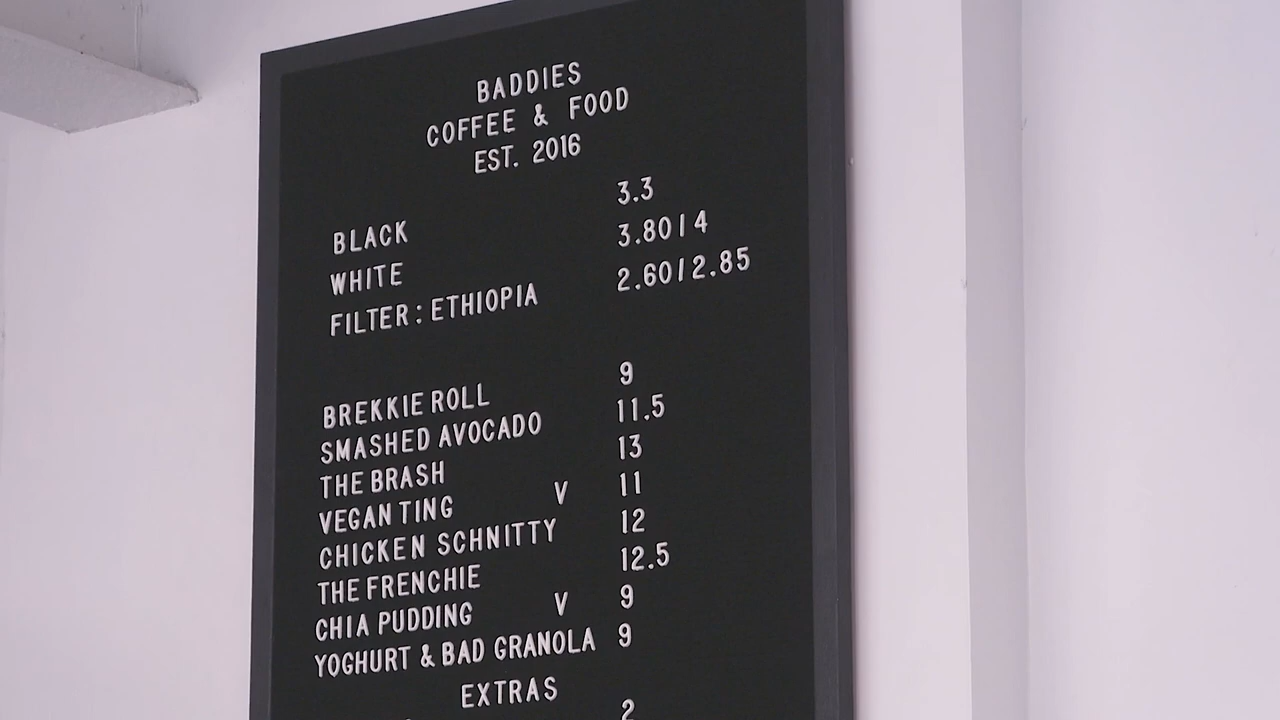 BADDIES
COFFEE & FOOD
EST. 2016
BLACK 3.3
WHITE 3.80/4
FILTER: ETHIOPIA 2.60/2.85
BREKKIE ROLL 9
SMASHED AVOCADO 11.5
THE BRASH 13
VEGAN TING V 11
CHICKEN SCHNITTY 12
THE FRENCHIE 12.5
CHIA PUDDING V 9
YOGHURT & BAD GRANOLA 9
EXTRAS
2